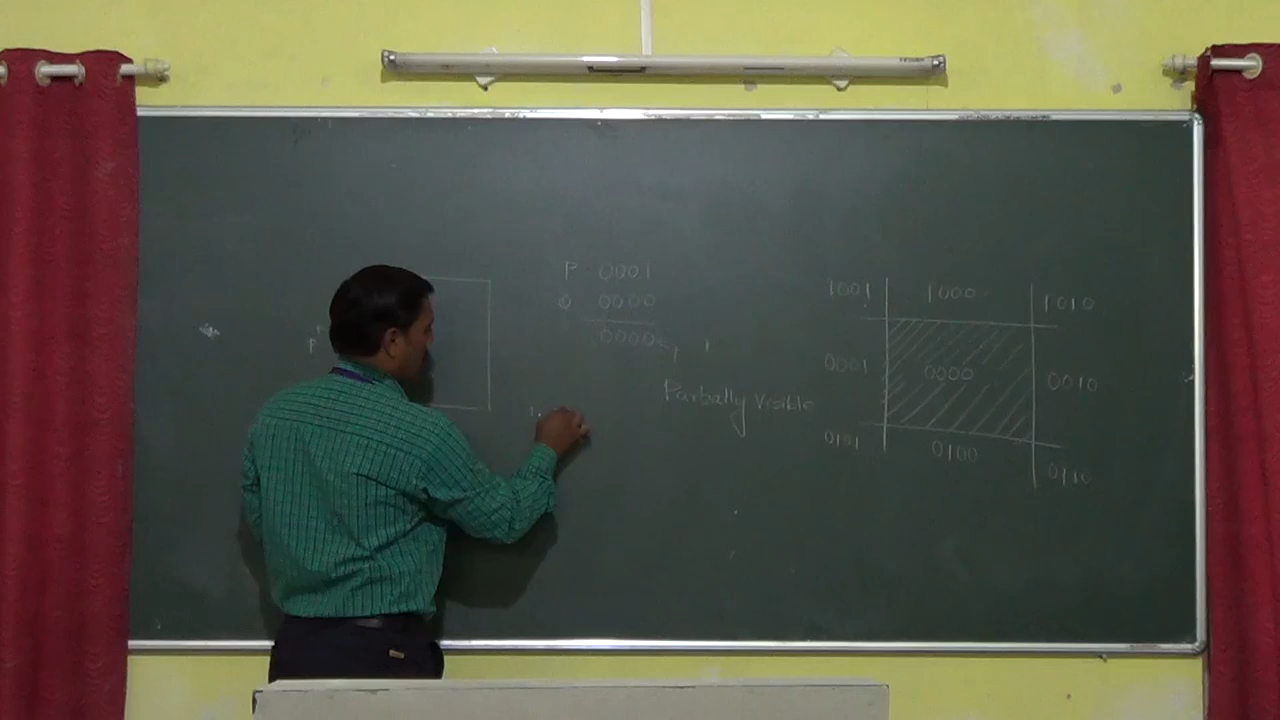 P 0001
Q 0000
0000
Partially visible
P
1001 1000 1010
0001 0000 0010
0101 0100 0110